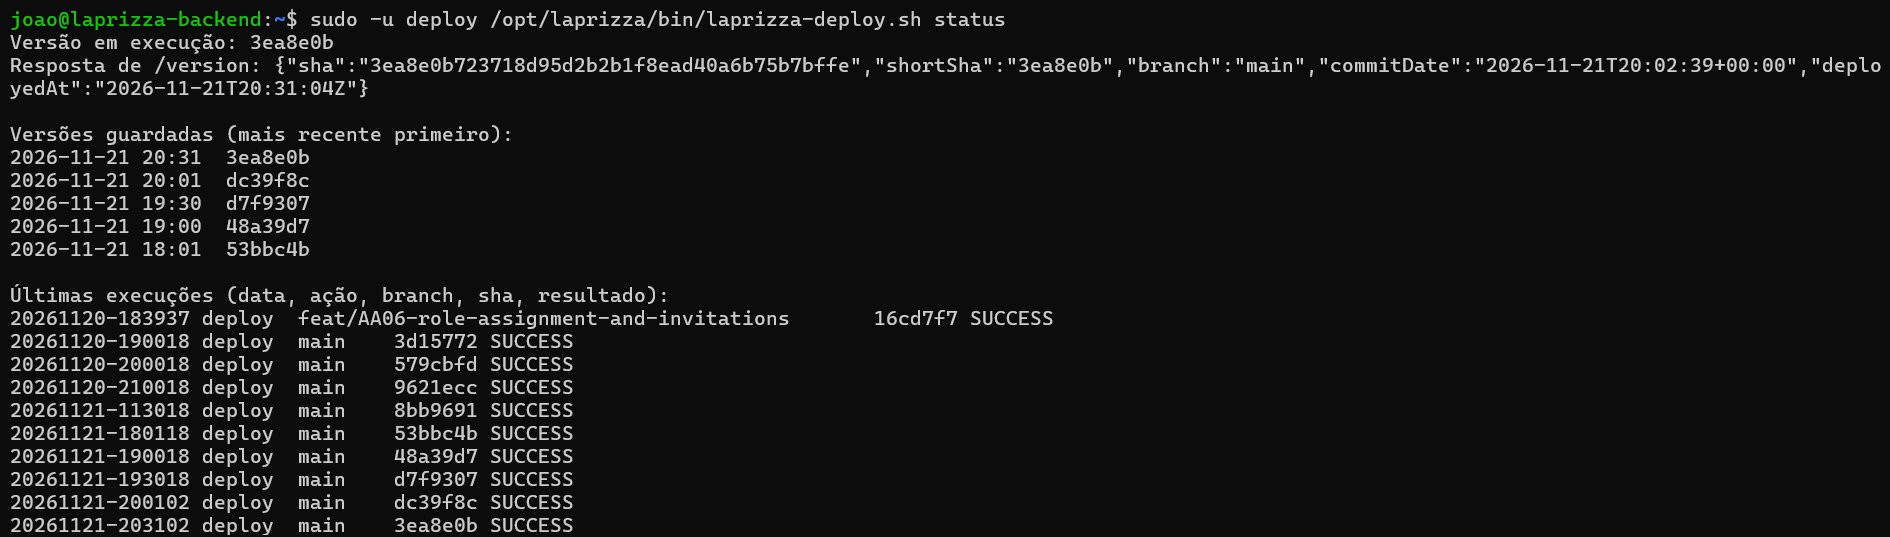 joao@laprizza-backend:~$ sudo -u deploy /opt/laprizza/bin/laprizza-deploy.sh status
Versão em execução: 3ea8e0b
Resposta de /version: {"sha":"3ea8e0b723718d95d2b2b1f8ead40a6b75b7bffe","shortSha":"3ea8e0b","branch":"main","commitDate":"2026-11-21T20:02:39+00:00","deplo
yedAt":"2026-11-21T20:31:04Z"}
Versões guardadas (mais recente primeiro):
2026-11-21 20:31  3ea8e0b
2026-11-21 20:01  dc39f8c
2026-11-21 19:30  d7f9307
2026-11-21 19:00  48a39d7
2026-11-21 18:01  53bbc4b
Últimas execuções (data, ação, branch, sha, resultado):
20261120-183937 deploy  feat/AA06-role-assignment-and-invitations       16cd7f7 SUCCESS
20261120-190018 deploy  main    3d15772 SUCCESS
20261120-200018 deploy  main    579cbfd SUCCESS
20261120-210018 deploy  main    9621ecc SUCCESS
20261121-113018 deploy  main    8bb9691 SUCCESS
20261121-180118 deploy  main    53bbc4b SUCCESS
20261121-190018 deploy  main    48a39d7 SUCCESS
20261121-193018 deploy  main    d7f9307 SUCCESS
20261121-200102 deploy  main    dc39f8c SUCCESS
20261121-203102 deploy  main    3ea8e0b SUCCESS